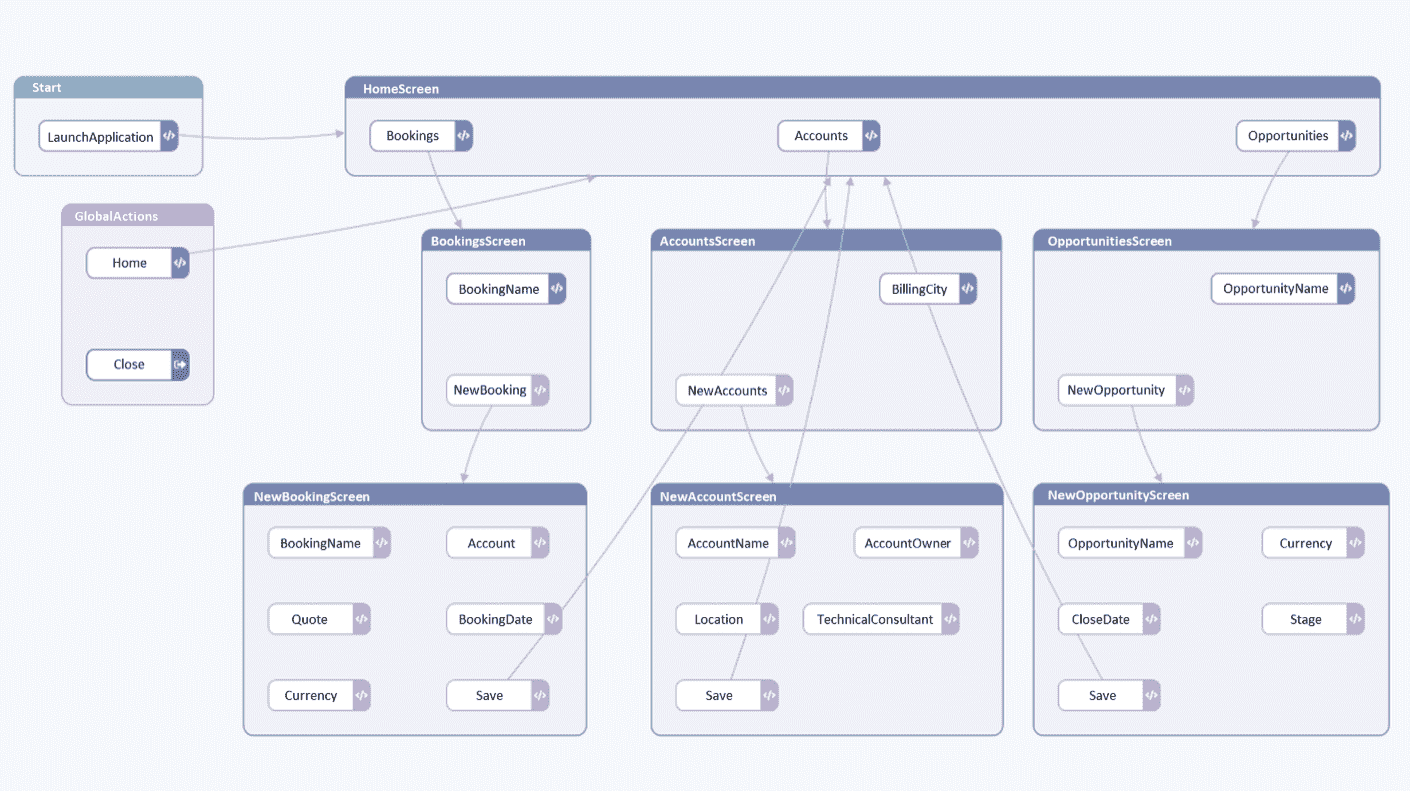 Start
LaunchApplication </>
HomeScreen
Bookings </>
Accounts </>
Opportunities </>
GlobalActions
Home </>
Close
BookingsScreen
BookingName </>
NewBooking </>
AccountsScreen
BillingCity </>
NewAccounts </>
OpportunitiesScreen
OpportunityName </>
NewOpportunity </>
NewBookingScreen
BookingName </>
Account </>
Quote </>
BookingDate </>
Currency </>
Save </>
NewAccountScreen
AccountName </>
AccountOwner </>
Location </>
TechnicalConsultant </>
Save </>
NewOpportunityScreen
OpportunityName </>
Currency </>
CloseDate </>
Stage </>
Save </>